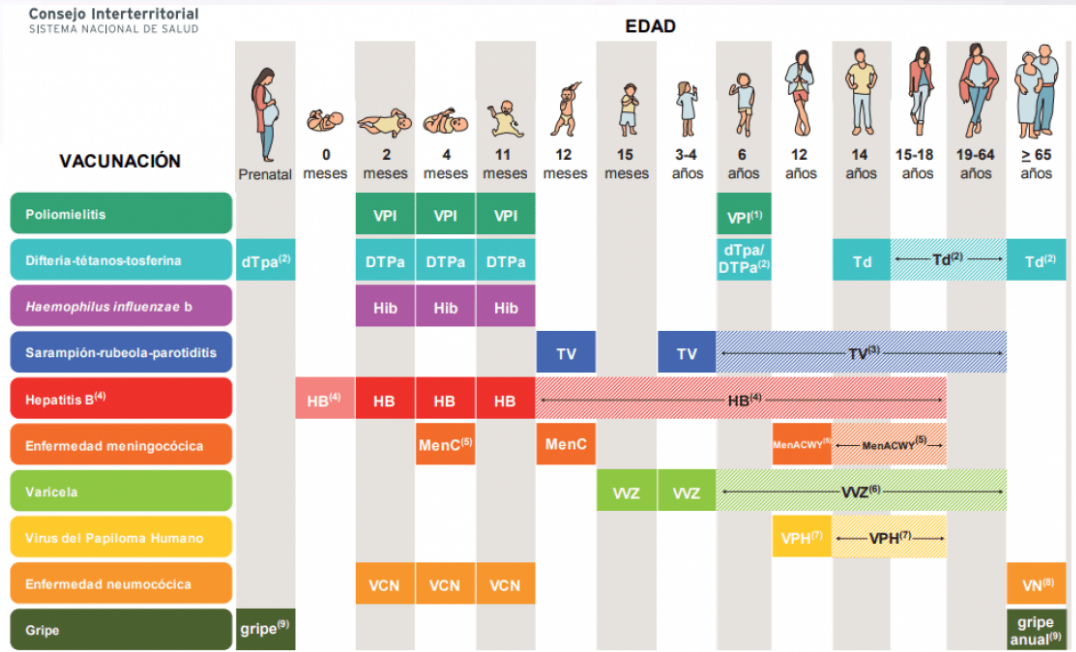 Consejo Interterritorial
SISTEMA NACIONAL DE SALUD
EDAD
VACUNACIÓN
Prenatal
0 meses
2 meses
4 meses
11 meses
12 meses
15 meses
3-4 años
6 años
12 años
14 años
15-18 años
19-64 años
≥ 65 años
Poliomielitis
VPI VPI VPI VPI(1)
Difteria-tétanos-tosferina
dTpa(2) DTPa DTPa DTPa dTpa/ DTPa(2) Td Td(2) Td(2)
Haemophilus influenzae b
Hib Hib Hib
Sarampión-rubeola-parotiditis
TV TV TV(3)
Hepatitis B(4)
HB(4) HB HB HB HB(4)
Enfermedad meningocócica
MenC(5) MenC MenACWY(5) MenACWY(5)
Varicela
VVZ VVZ VVZ(6)
Virus del Papiloma Humano
VPH(7) VPH(7)
Enfermedad neumocócica
VCN VCN VCN VN(8)
Gripe
gripe(9) gripe anual(9)